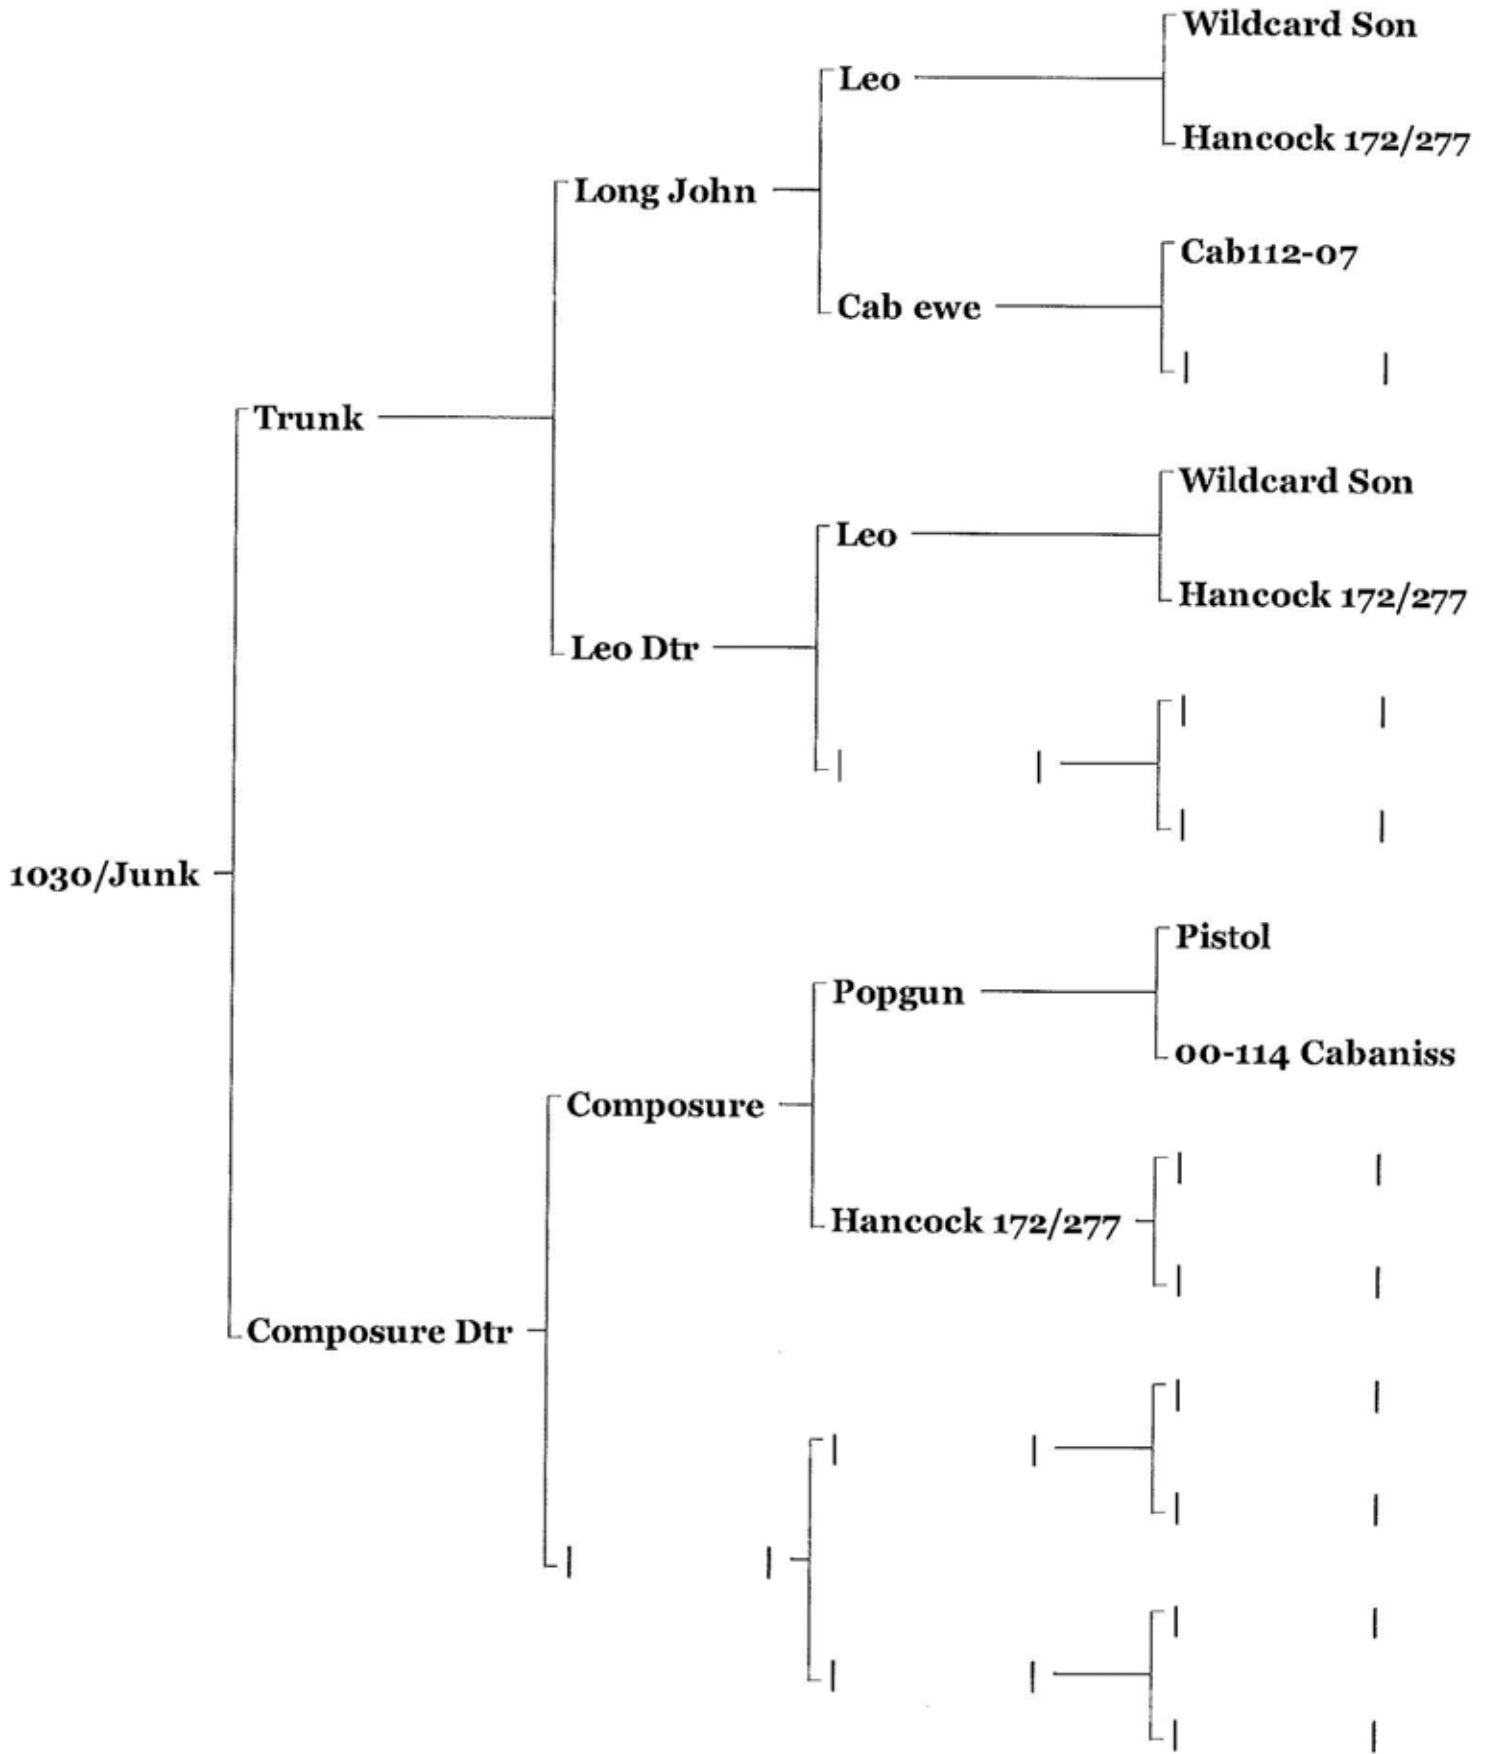 Wildcard Son
Leo
Hancock 172/277
Long John
Cab112-07
Cab ewe
Trunk
Wildcard Son
Leo
Hancock 172/277
Leo Dtr
1030/Junk
Pistol
Popgun
00-114 Cabaniss
Composure
Hancock 172/277
Composure Dtr